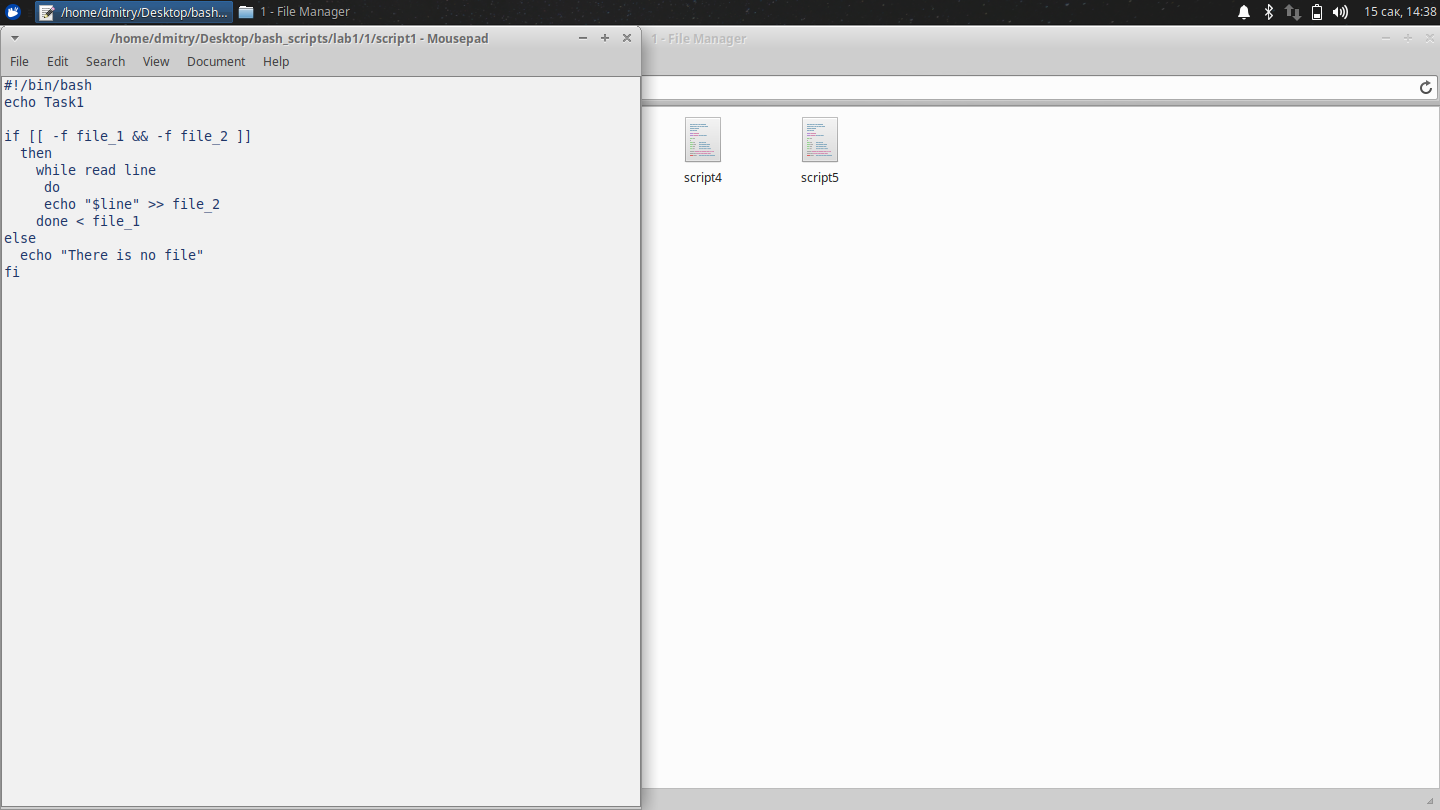 /home/dmitry/Desktop/bash...
1 - File Manager
15 сак, 14:38
/home/dmitry/Desktop/bash_scripts/lab1/1/script1 - Mousepad
1 - File Manager
File Edit Search View Document Help
#!/bin/bash
echo Task1
if [[ -f file_1 && -f file_2 ]]
  then
    while read line
     do
     echo "$line" >> file_2
    done < file_1
else
  echo "There is no file"
fi
script4
script5